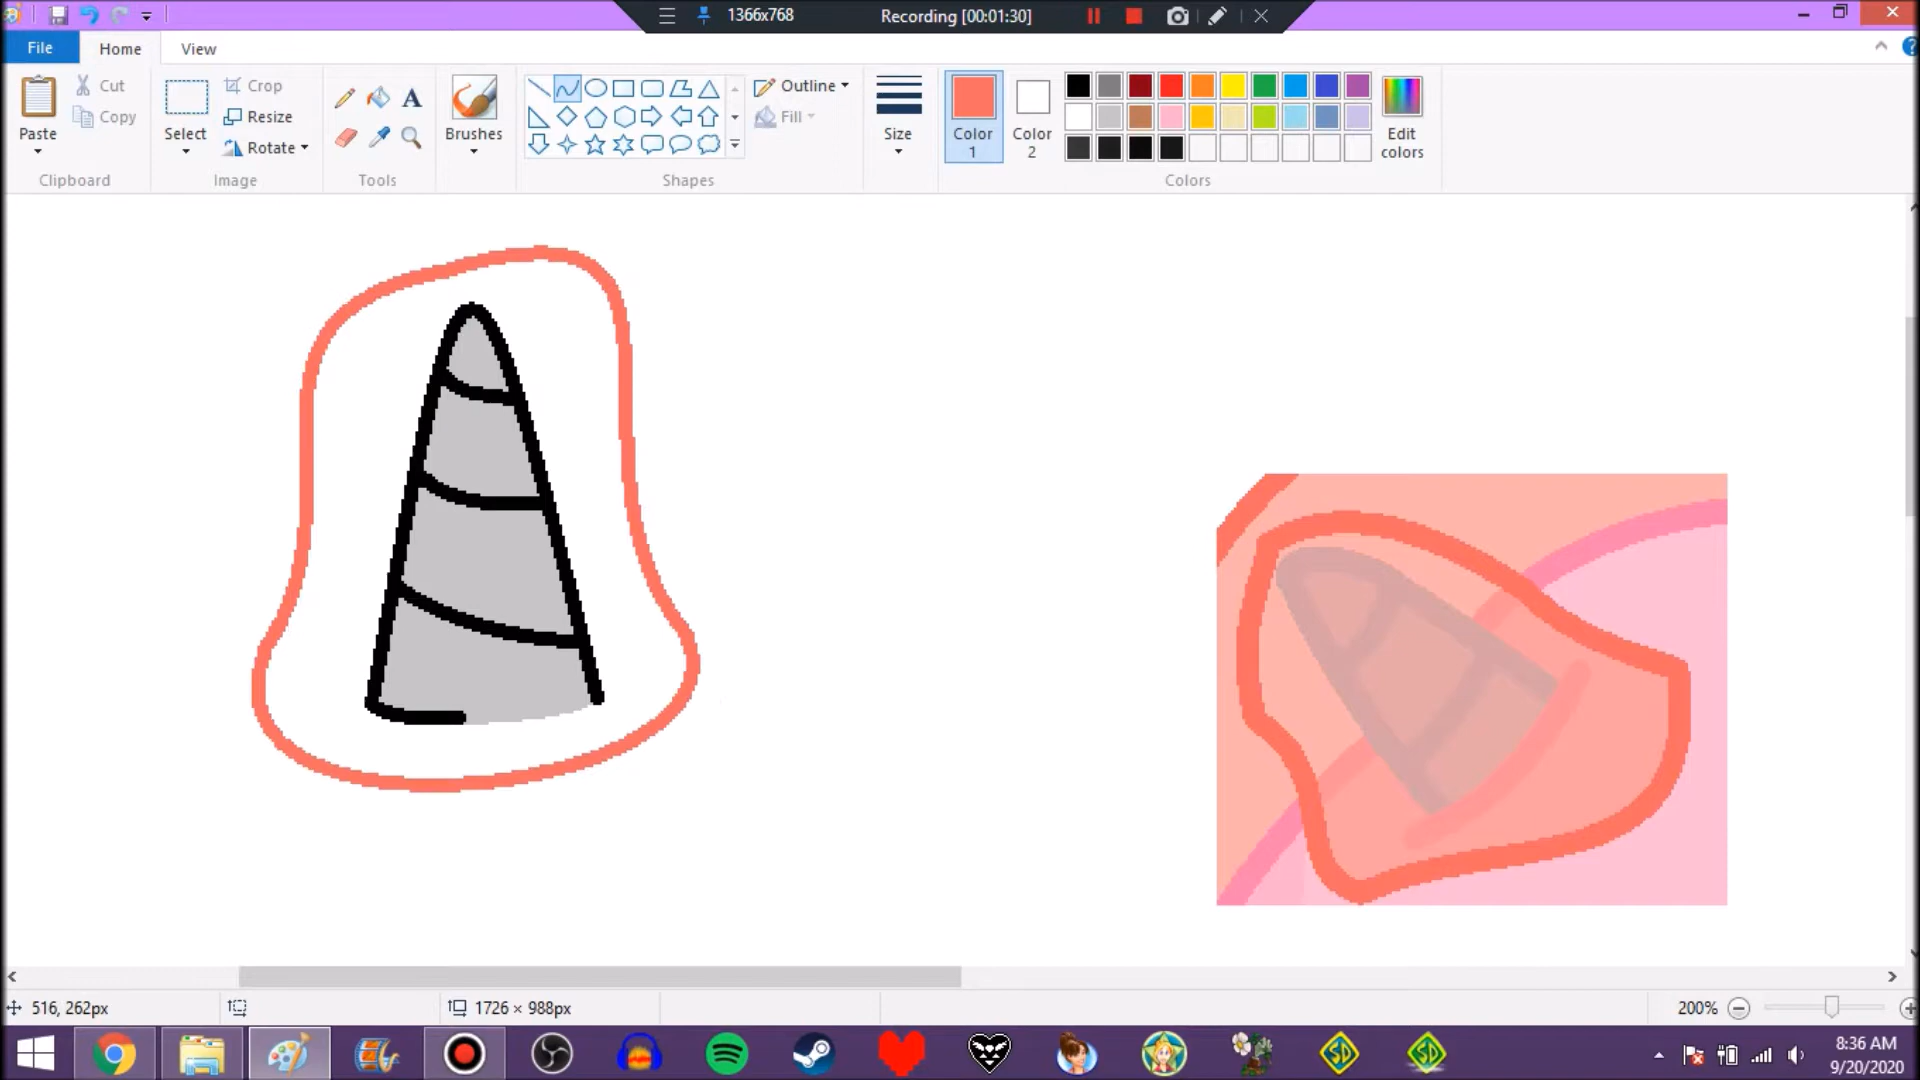 1366x768
Recording [00:01:30]
File
Home
View
Paste
Cut
Copy
Clipboard
Select
Crop
Resize
Rotate
Image
A
Tools
Brushes
Outline
Fill
Shapes
Size
Color 1
Color 2
Edit colors
Colors
516, 262px
1726 × 988px
200%
SD
SD
8:36 AM
9/20/2020